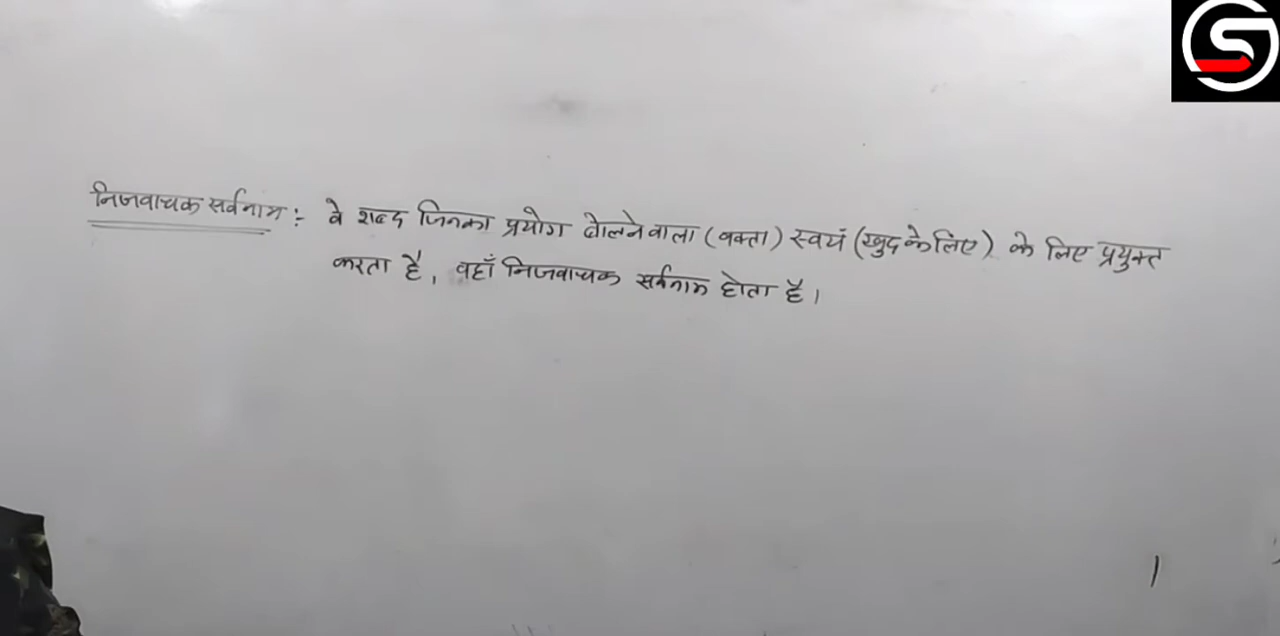 निजवाचक सर्वनाम :- वे शब्द जिनका प्रयोग बोलनेवाला (वक्ता) स्वयं (खुद के लिए) के लिए प्रयुक्त
करता है, वहाँ निजवाचक सर्वनाम होता है।